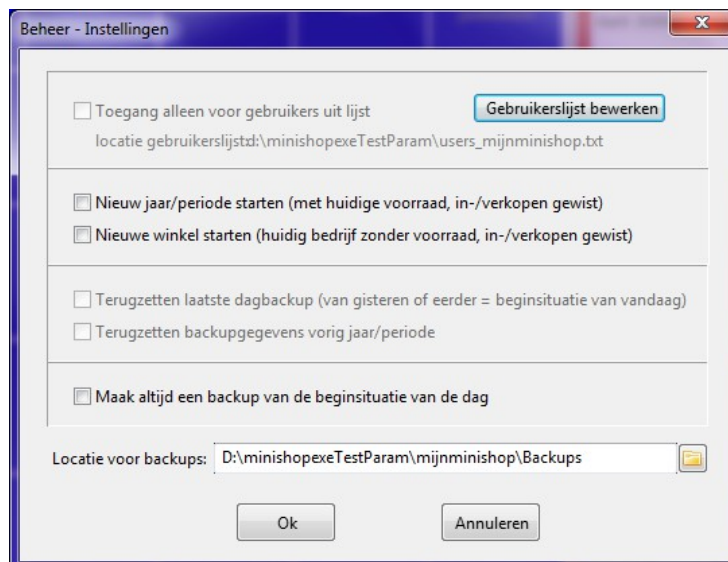 Beheer - Instellingen
Toegang alleen voor gebruikers uit lijst
Gebruikerslijst bewerken
locatie gebruikerslijst:d:\minishopexeTestParam\users_mijnminishop.txt
Nieuw jaar/periode starten (met huidige voorraad, in-/verkopen gewist)
Nieuwe winkel starten (huidig bedrijf zonder voorraad, in-/verkopen gewist)
Terugzetten laatste dagbackup (van gisteren of eerder = beginsituatie van vandaag)
Terugzetten backupgegevens vorig jaar/periode
Maak altijd een backup van de beginsituatie van de dag
Locatie voor backups: D:\minishopexeTestParam\mijnminishop\Backups
Ok
Annuleren